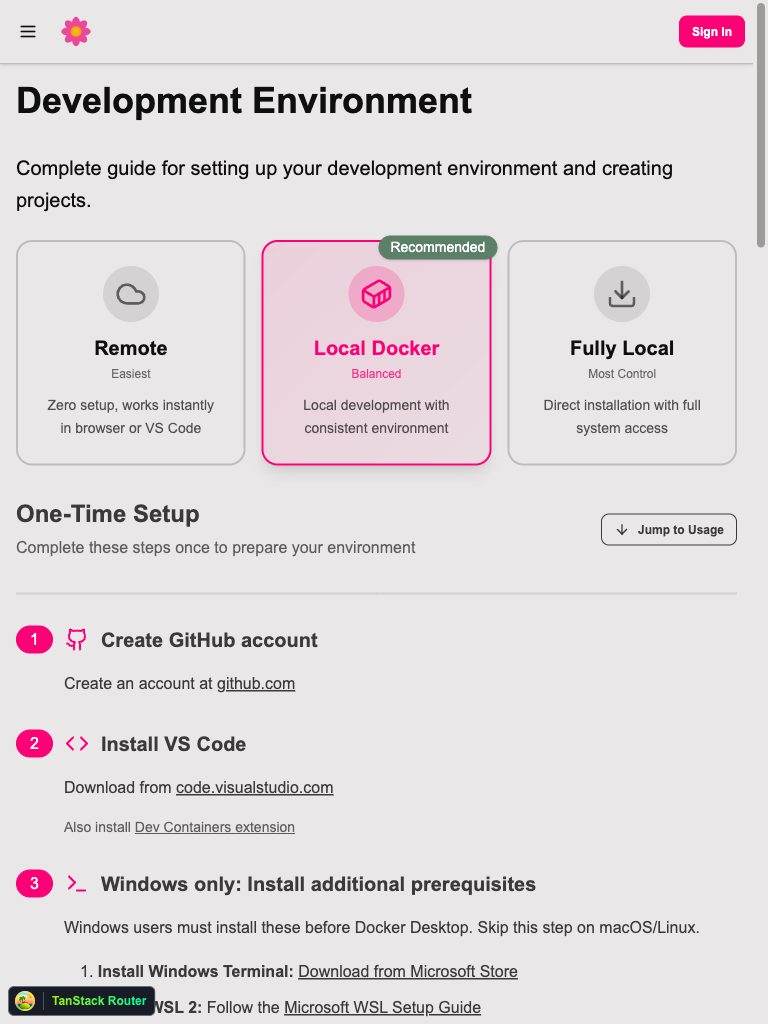 Sign In
Development Environment
Complete guide for setting up your development environment and creating
projects.
Recommended
Remote
Easiest
Zero setup, works instantly
in browser or VS Code
Local Docker
Balanced
Local development with
consistent environment
Fully Local
Most Control
Direct installation with full
system access
One-Time Setup
Complete these steps once to prepare your environment
Jump to Usage
1 Create GitHub account
Create an account at github.com
2 Install VS Code
Download from code.visualstudio.com
Also install Dev Containers extension
3 Windows only: Install additional prerequisites
Windows users must install these before Docker Desktop. Skip this step on macOS/Linux.
1. Install Windows Terminal: Download from Microsoft Store
WSL 2: Follow the Microsoft WSL Setup Guide
TanStack Router